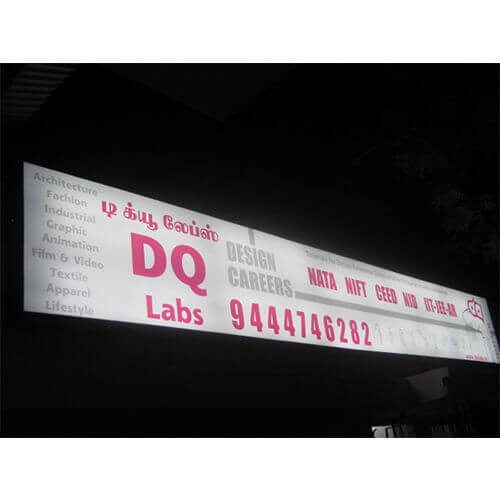 Architecture
Fachion
Industrial
Graphic
Animation
Film & Video
Textile
Apparel
Lifestyle
டி க்யூ லேப்ஸ்
DQ
Labs
DESIGN
CAREERS
NATA NIFT CEED NID IIT-JEE-AR
9444746282